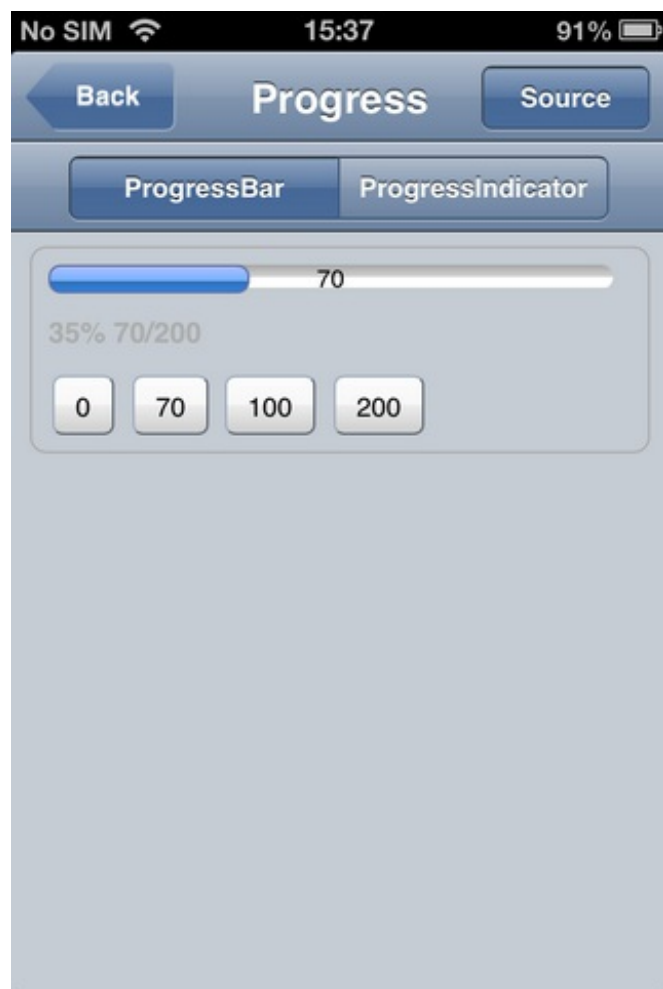 No SIM 15:37 91%
Back Progress Source
ProgressBar ProgressIndicator
70
35% 70/200
0 70 100 200